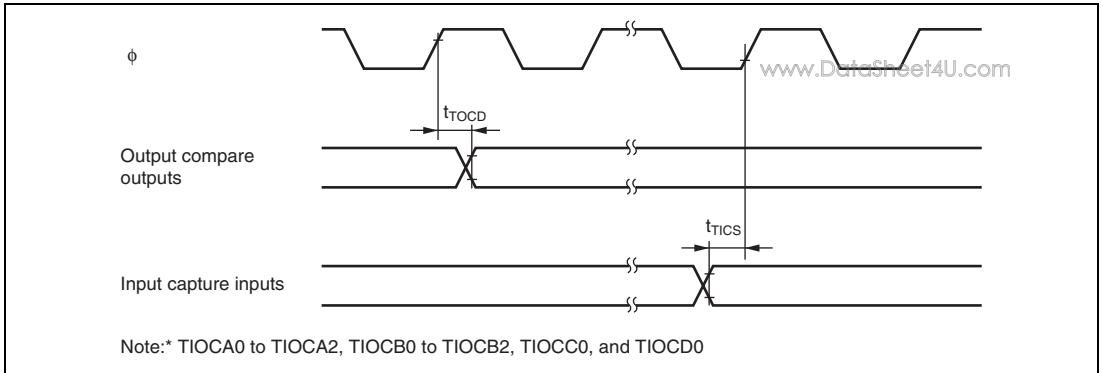 φ
www.DataSheet4U.com
tTOCD
Output compare
outputs
tTICS
Input capture inputs
Note:* TIOCA0 to TIOCA2, TIOCB0 to TIOCB2, TIOCC0, and TIOCD0